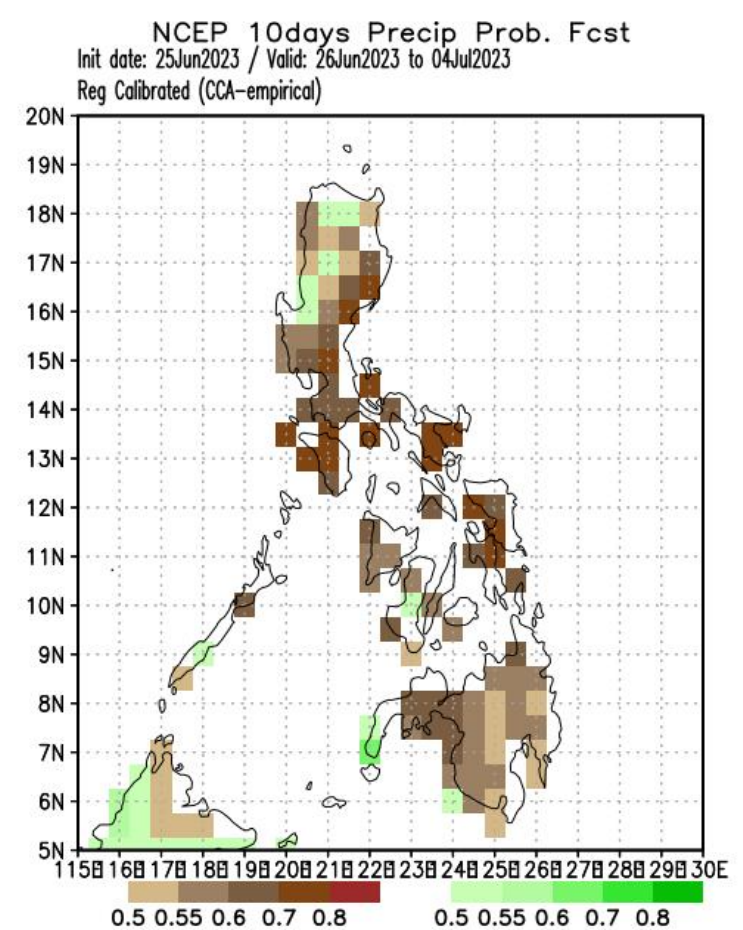 NCEP 10days Precip Prob. Fcst
Init date: 25Jun2023 / Valid: 26Jun2023 to 04Jul2023
Reg Calibrated (CCA-empirical)
20N
19N
18N
17N
16N
15N
14N
13N
12N
11N
10N
9N
8N
7N
6N
5N
115E 116E 117E 118E 119E 120E 121E 122E 123E 124E 125E 126E 127E 128E 129E 130E
0.5 0.55 0.6 0.7 0.8 0.5 0.55 0.6 0.7 0.8